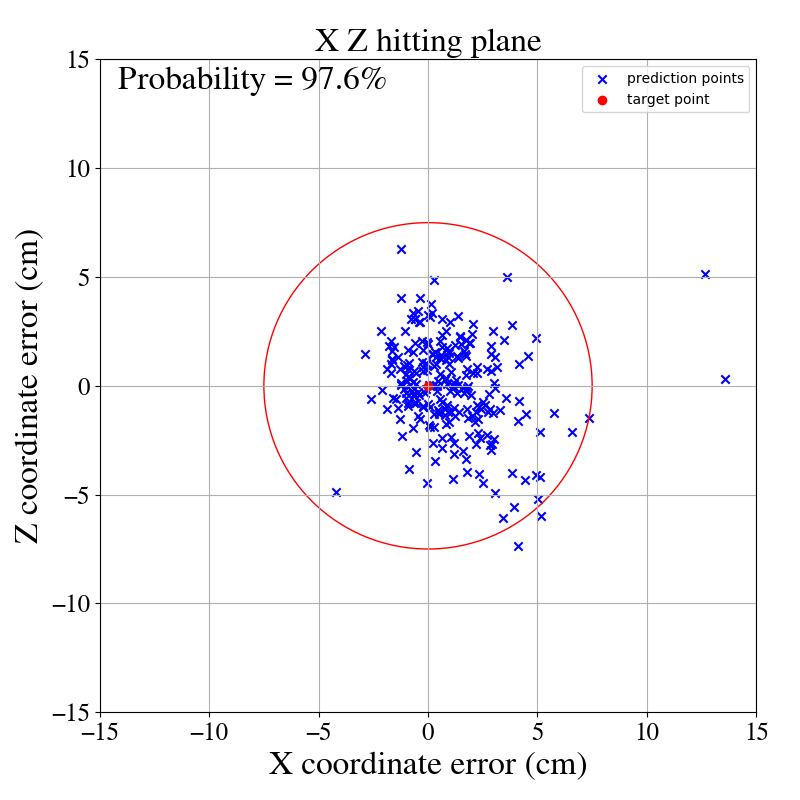 X Z hitting plane
Probability = 97.6%
prediction points
target point
Z coordinate error (cm)
15
10
5
0
−5
−10
−15
−15
−10
−5
0
5
10
15
X coordinate error (cm)